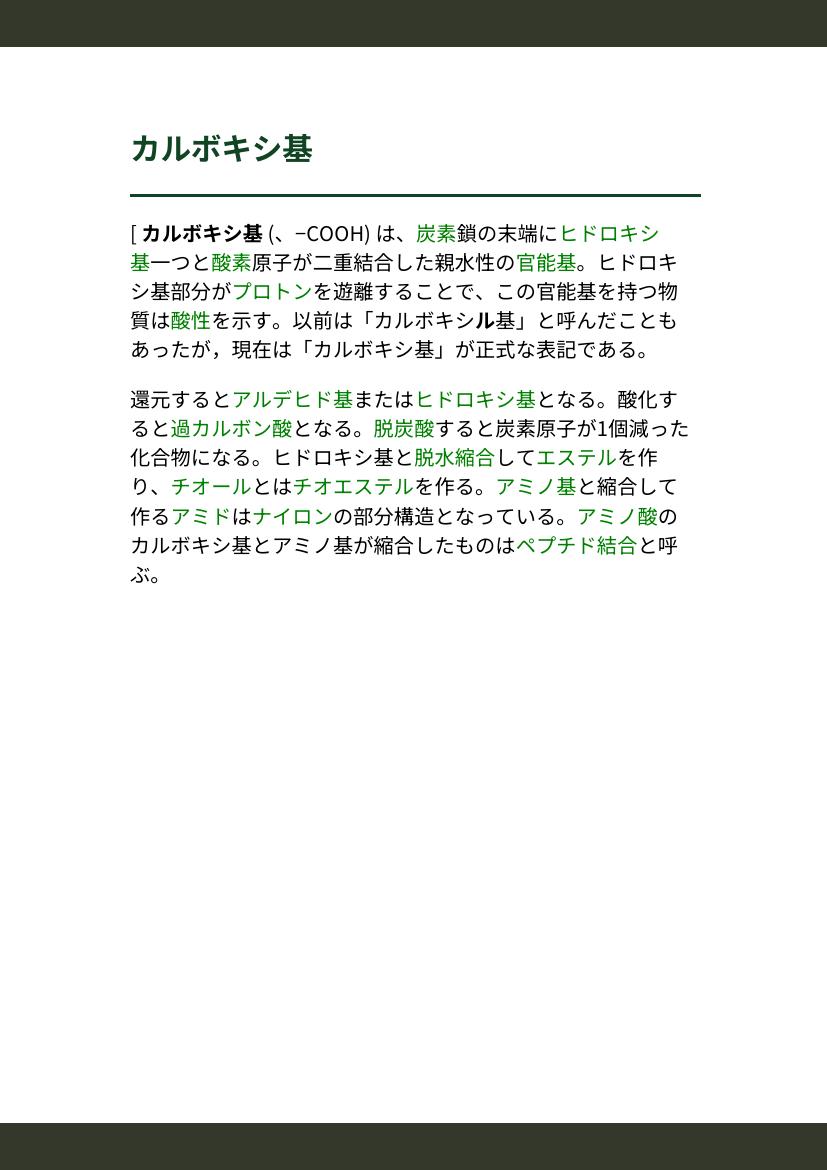 カルボキシ基
[ カルボキシ基 (、−COOH) は、炭素鎖の末端にヒドロキシ
基一つと酸素原子が二重結合した親水性の官能基。ヒドロキ
シ基部分がプロトンを遊離することで、この官能基を持つ物
質は酸性を示す。以前は「カルボキシル基」と呼んだことも
あったが，現在は「カルボキシ基」が正式な表記である。
還元するとアルデヒド基またはヒドロキシ基となる。酸化す
ると過カルボン酸となる。脱炭酸すると炭素原子が1個減った
化合物になる。ヒドロキシ基と脱水縮合してエステルを作
り、チオールとはチオエステルを作る。アミノ基と縮合して
作るアミドはナイロンの部分構造となっている。アミノ酸の
カルボキシ基とアミノ基が縮合したものはペプチド結合と呼
ぶ。